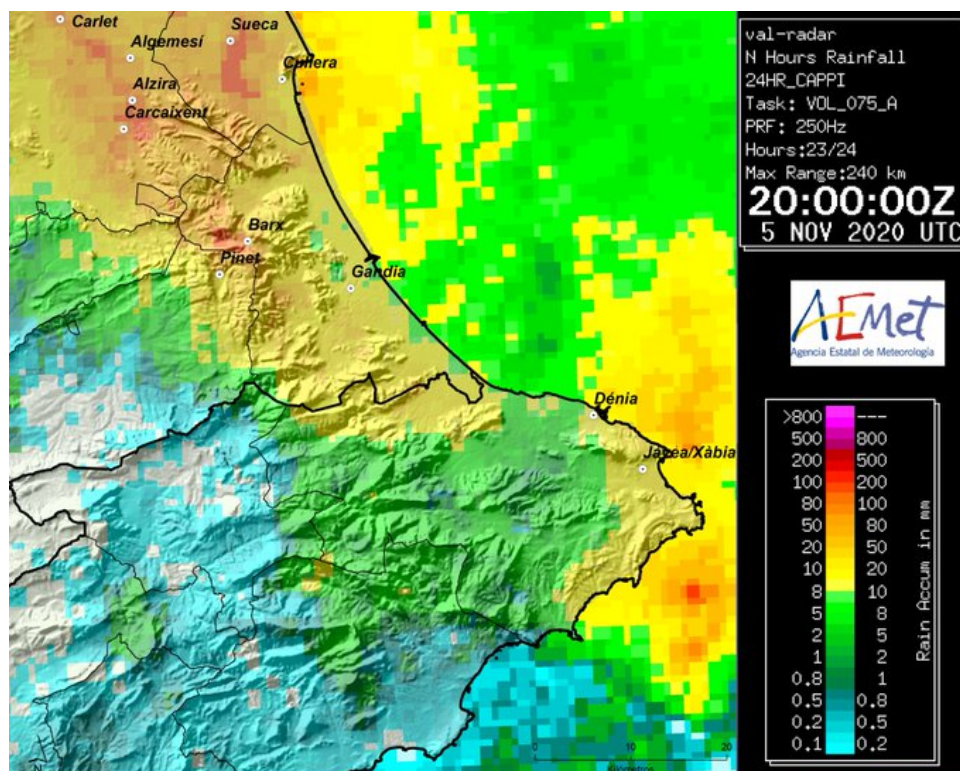 Carlet
Sueca
Algemesí
Cullera
Alzira
Carcaixent
Barx
Pinet
Gandia
Dénia
Jávea/Xàbia
0 10 20
Kilómetros
N
val-radar
N Hours Rainfall
24HR_CAPPI
Task: VOL_075_A
PRF: 250Hz
Hours:23/24
Max Range:240 km
20:00:00Z
5 NOV 2020 UTC
AEMet
Agencia Estatal de Meteorología
>800 ---
500 800
200 500
100 200
80 100
50 80
20 50
10 20
8 10
5 8
2 5
1 2
0.8 1
0.5 0.8
0.2 0.5
0.1 0.2
Rain Accum in mm